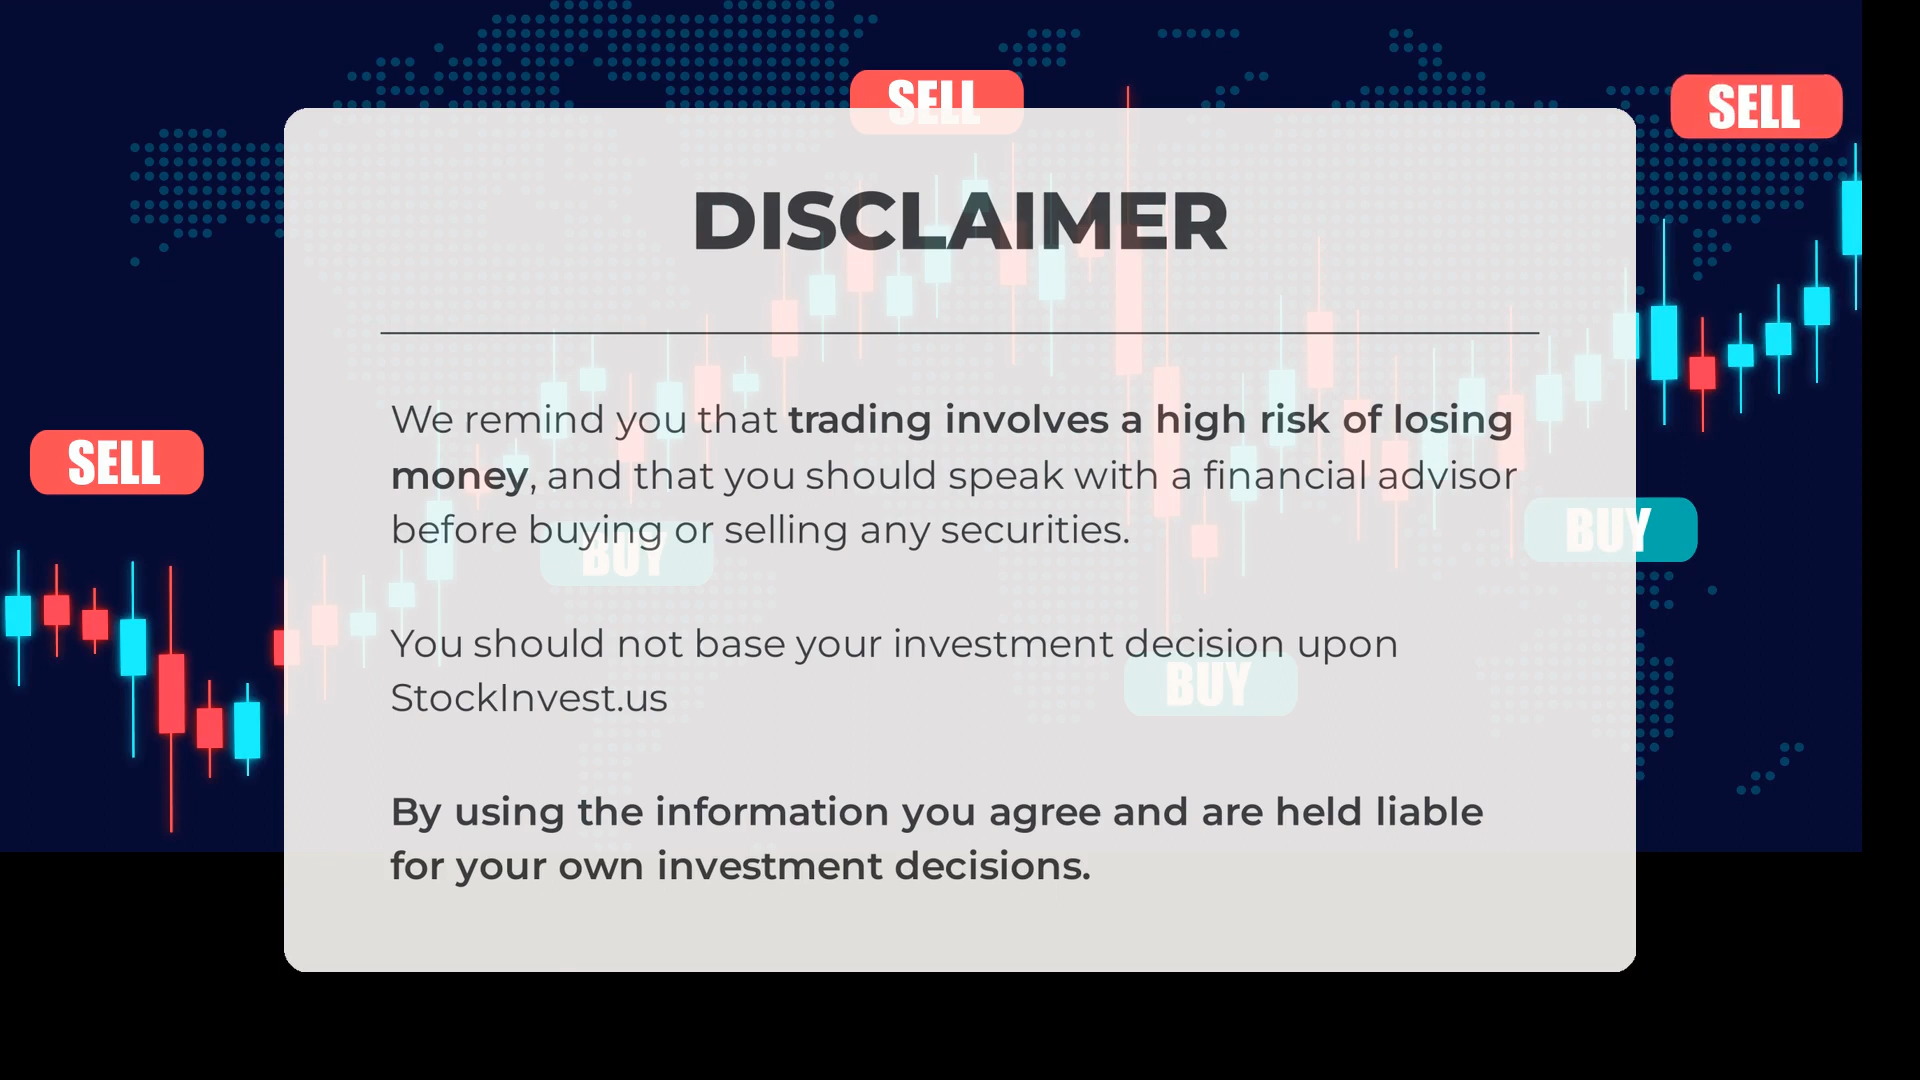 SELL
SELL
DISCLAIMER
We remind you that trading involves a high risk of losing
money, and that you should speak with a financial advisor
before buying or selling any securities.
SELL
BUY
BUY
You should not base your investment decision upon
StockInvest.us
BUY
By using the information you agree and are held liable
for your own investment decisions.